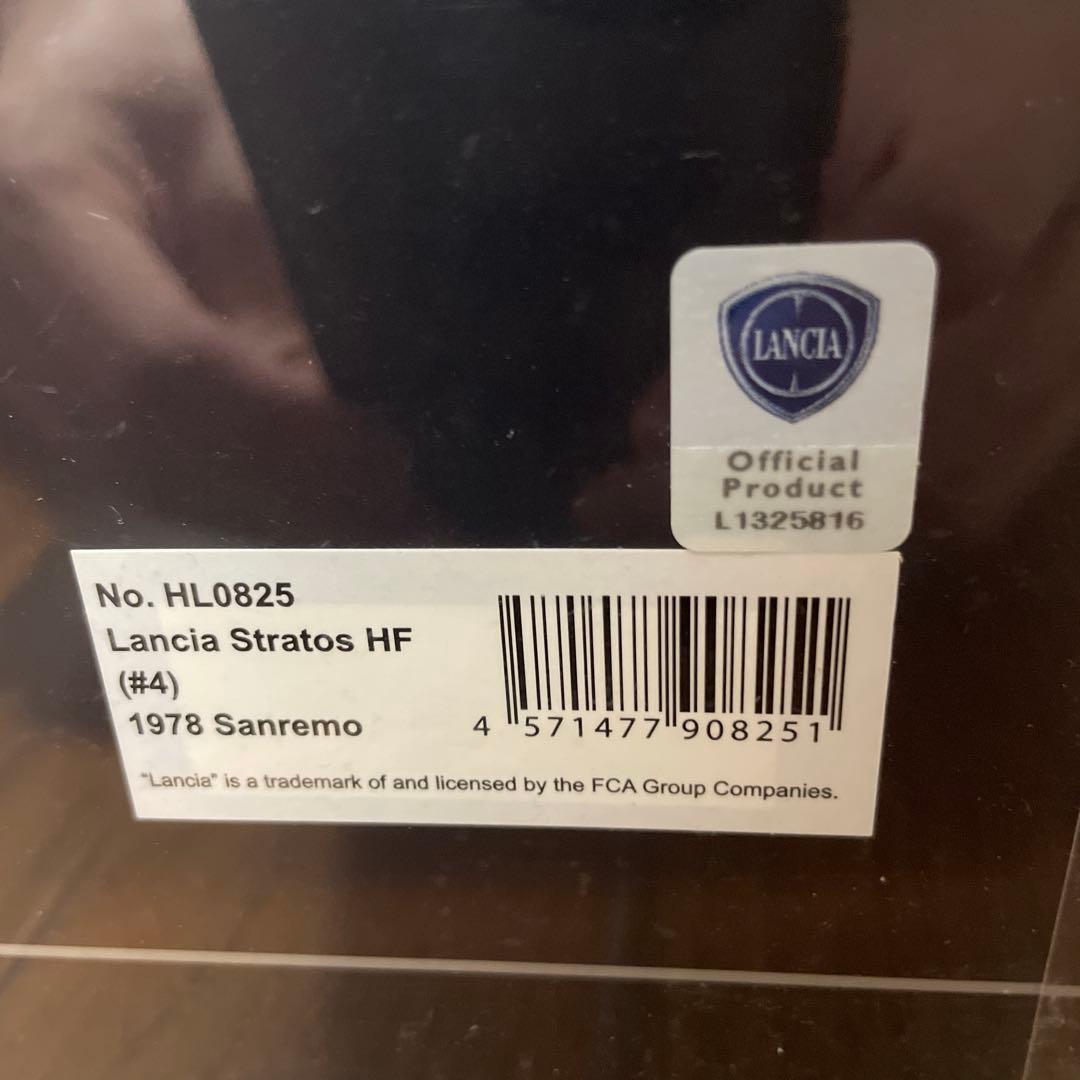 LANCIA
Official
Product
L1325816
No. HL0825
Lancia Stratos HF
(#4)
1978 Sanremo
4 571477 908251
"Lancia" is a trademark of and licensed by the FCA Group Companies.